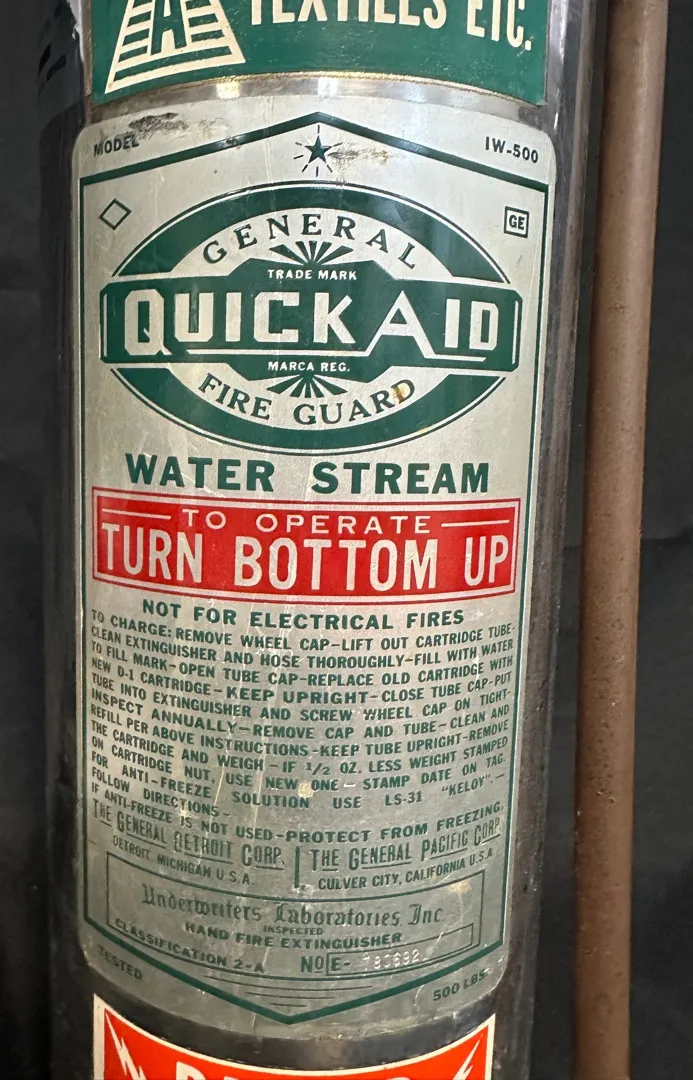 A
TEXTILES ETC.
MODEL
IW-500
GE
GENERAL
TRADE MARK
QUICK AID
MARCA REG.
FIRE GUARD
WATER STREAM
TO OPERATE
TURN BOTTOM UP
NOT FOR ELECTRICAL FIRES
TO CHARGE: REMOVE WHEEL CAP-LIFT OUT CARTRIDGE TUBE-
CLEAN EXTINGUISHER AND HOSE THOROUGHLY-FILL WITH WATER
TO FILL MARK-OPEN TUBE CAP-REPLACE OLD CARTRIDGE WITH
NEW D-1 CARTRIDGE-KEEP UPRIGHT-CLOSE TUBE CAP-PUT
TUBE INTO EXTINGUISHER AND SCREW WHEEL CAP ON TIGHT-
INSPECT ANNUALLY-REMOVE CAP AND TUBE-CLEAN AND
REFILL PER ABOVE INSTRUCTIONS-KEEP TUBE UPRIGHT-REMOVE
THE CARTRIDGE AND WEIGH-IF 1/2 OZ. LESS WEIGHT STAMPED
ON CARTRIDGE NUT, USE NEW ONE-STAMP DATE ON TAG.
FOR ANTI-FREEZE SOLUTION USE LS-31 "KELOY".-
FOLLOW DIRECTIONS-
IF ANTI-FREEZE IS NOT USED-PROTECT FROM FREEZING.
THE GENERAL DETROIT CORP. | THE GENERAL PACIFIC CORP.
DETROIT, MICHIGAN U.S.A. CULVER CITY, CALIFORNIA U.S.A.
Underwriters Laboratories Inc
INSPECTED
HAND FIRE EXTINGUISHER
CLASSIFICATION 2-A No E-
TESTED
500 LBS.